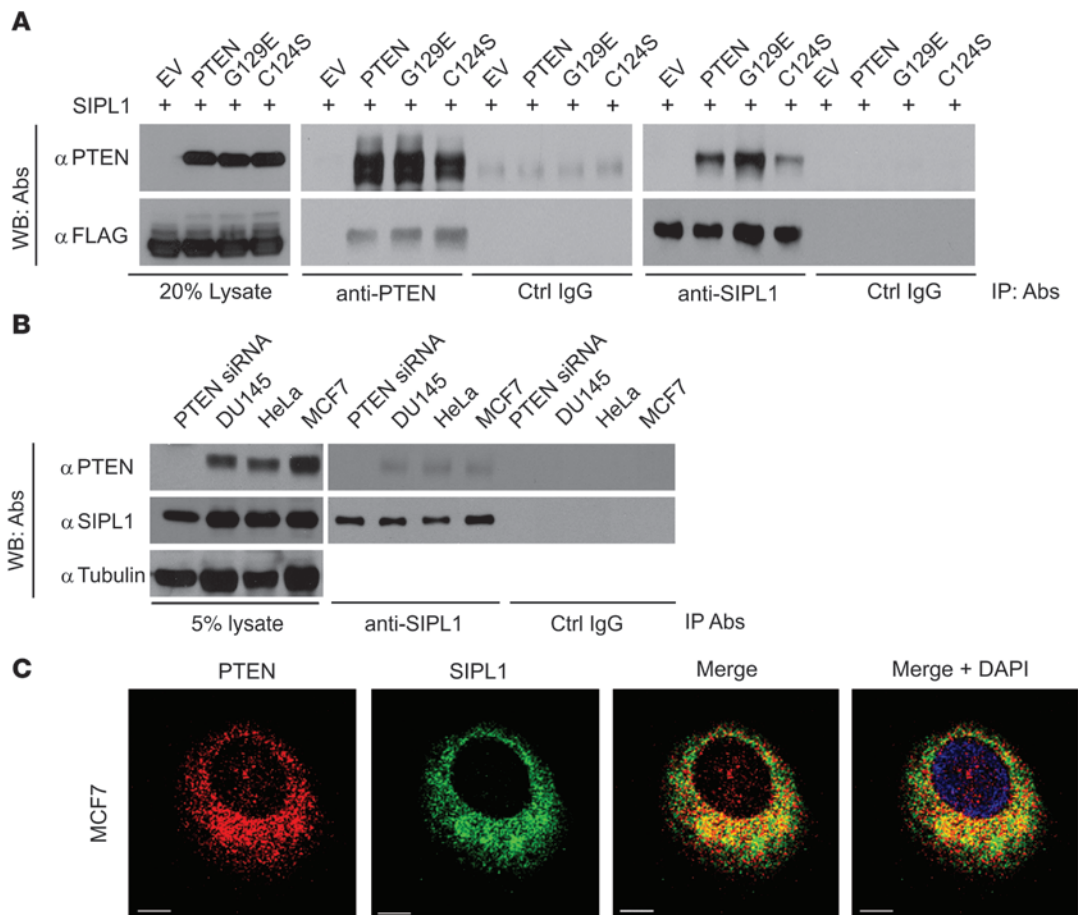 A
EV PTEN G129E C124S EV PTEN G129E C124S EV PTEN G129E C124S EV PTEN G129E C124S EV PTEN G129E C124S
SIPL1 + + + + + + + + + + + + + + + + + + + +
WB: Abs
α PTEN
α FLAG
20% Lysate anti-PTEN Ctrl IgG anti-SIPL1 Ctrl IgG IP: Abs
B
PTEN siRNA DU145 HeLa MCF7 PTEN siRNA DU145 HeLa MCF7 PTEN siRNA DU145 HeLa MCF7
WB: Abs
α PTEN
α SIPL1
α Tubulin
5% lysate anti-SIPL1 Ctrl IgG IP Abs
C
PTEN SIPL1 Merge Merge + DAPI
MCF7